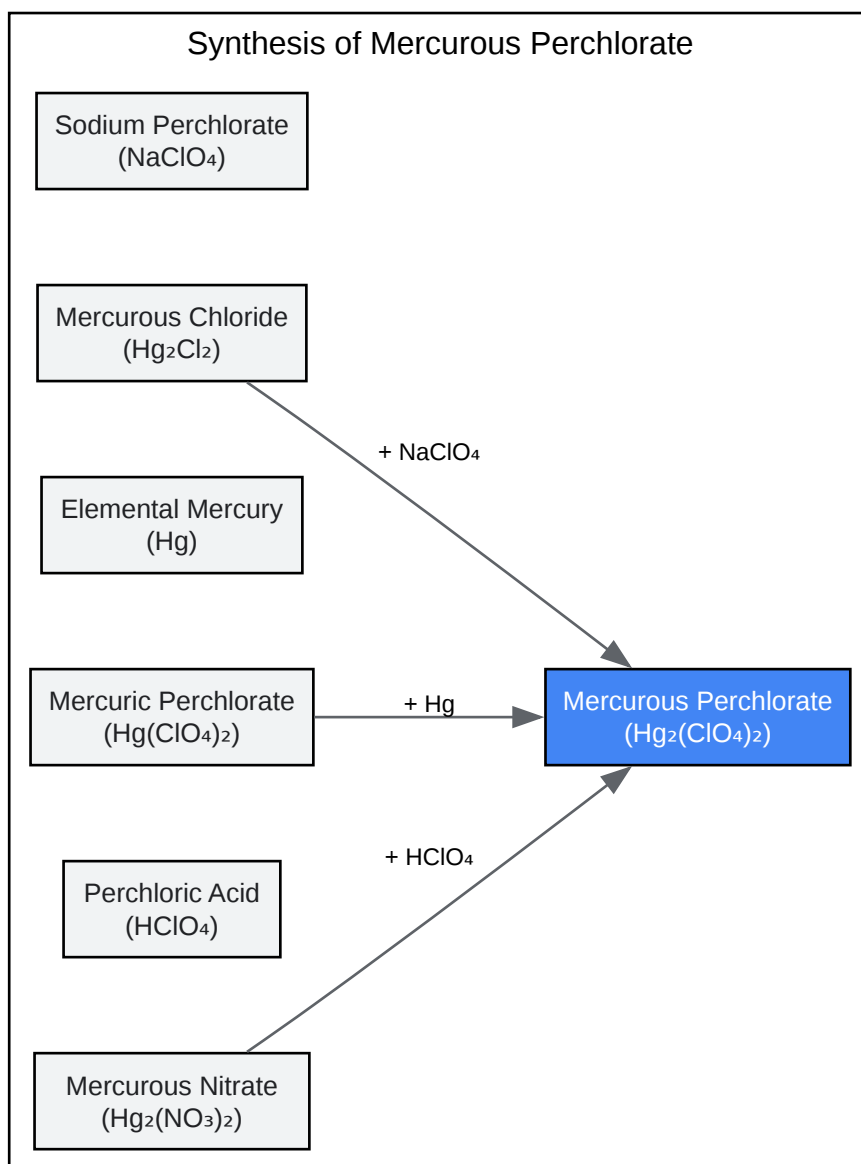 Synthesis of Mercurous Perchlorate
Sodium Perchlorate
(NaClO₄)
Mercurous Chloride
(Hg₂Cl₂)
+ NaClO₄
Elemental Mercury
(Hg)
Mercuric Perchlorate
(Hg(ClO₄)₂)
+ Hg
Mercurous Perchlorate
(Hg₂(ClO₄)₂)
+ HClO₄
Perchloric Acid
(HClO₄)
Mercurous Nitrate
(Hg₂(NO₃)₂)